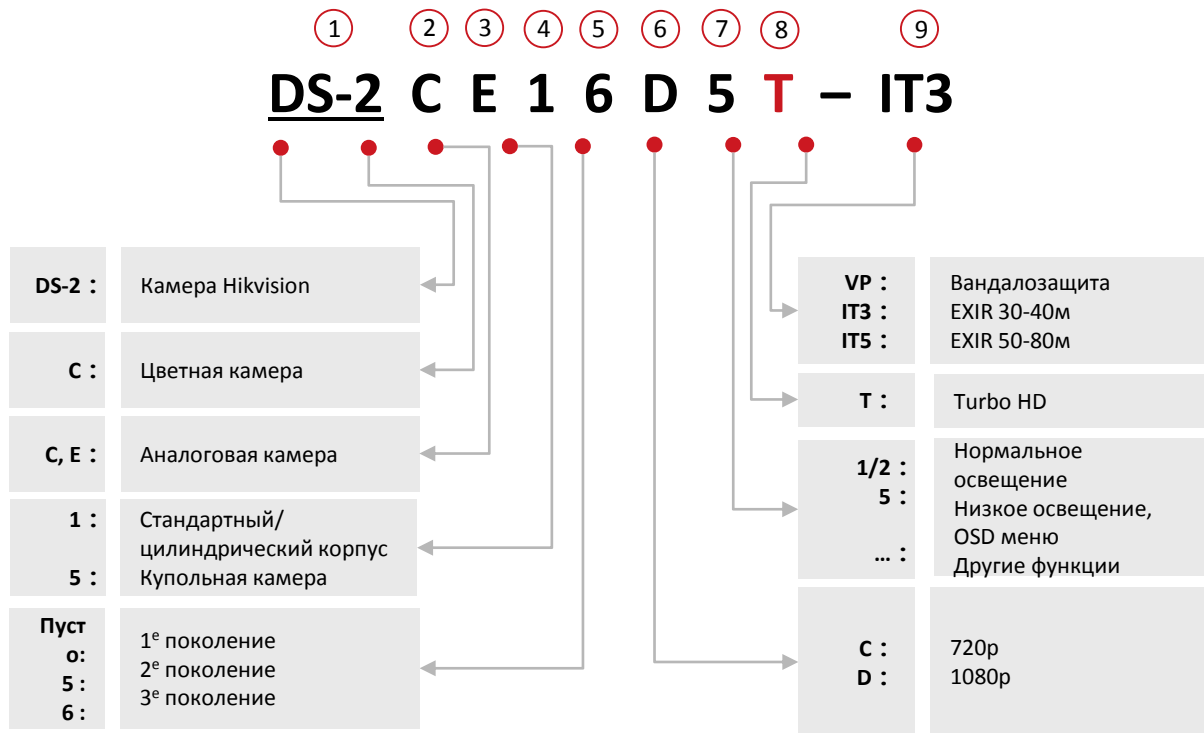 1 2 3 4 5 6 7 8 9
DS-2 C E 1 6 D 5 T – IT3
DS-2 : Камера Hikvision
C : Цветная камера
C, E : Аналоговая камера
1 : Стандартный/
цилиндрический корпус
5 : Купольная камера
Пуст
о:
5 :
6 :
1е поколение
2е поколение
3е поколение
VP : Вандалозащита
IT3 : EXIR 30-40м
IT5 : EXIR 50-80м
T : Turbo HD
1/2 :
5 :
... :
Нормальное
освещение
Низкое освещение,
OSD меню
Другие функции
C : 720p
D : 1080p